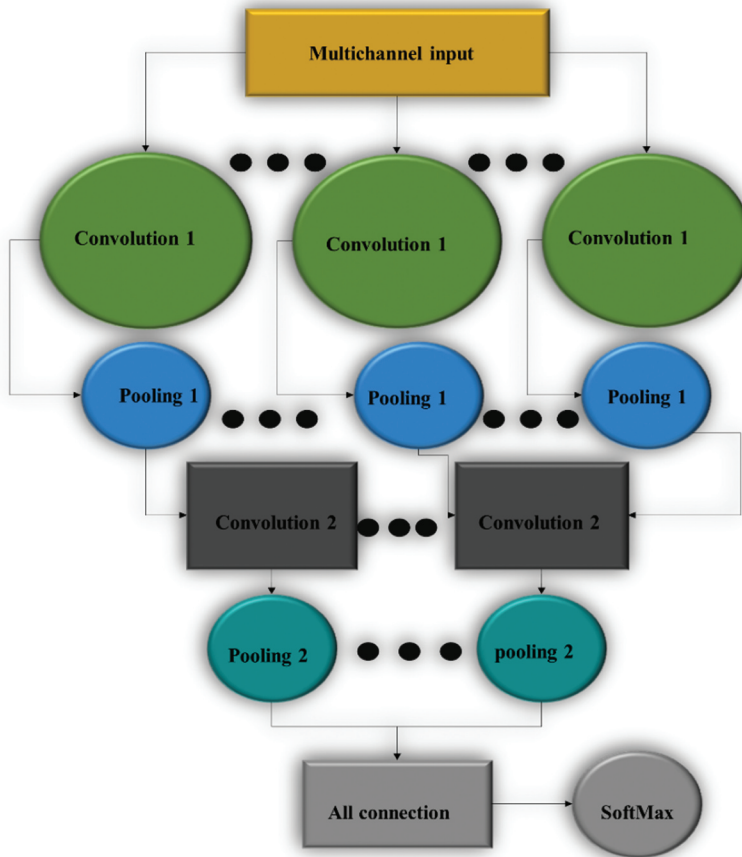 Multichannel input
Convolution 1
Convolution 1
Convolution 1
Pooling 1
Pooling 1
Pooling 1
Convolution 2
Convolution 2
Pooling 2
pooling 2
All connection
SoftMax